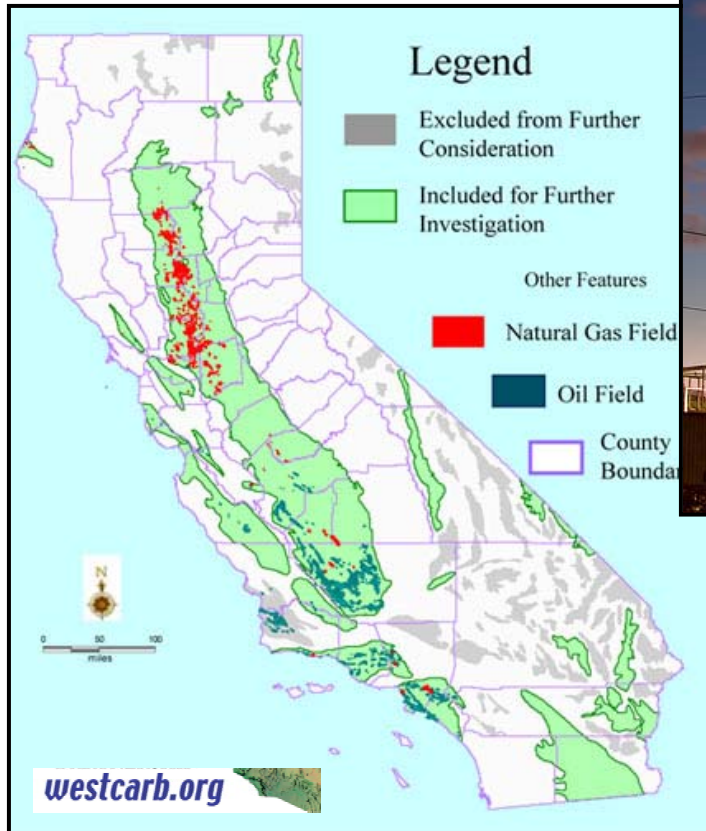 Legend
Excluded from Further
Consideration
Included for Further
Investigation
Other Features
Natural Gas Field
Oil Field
County
N
0 50 100
miles
westcarb.org